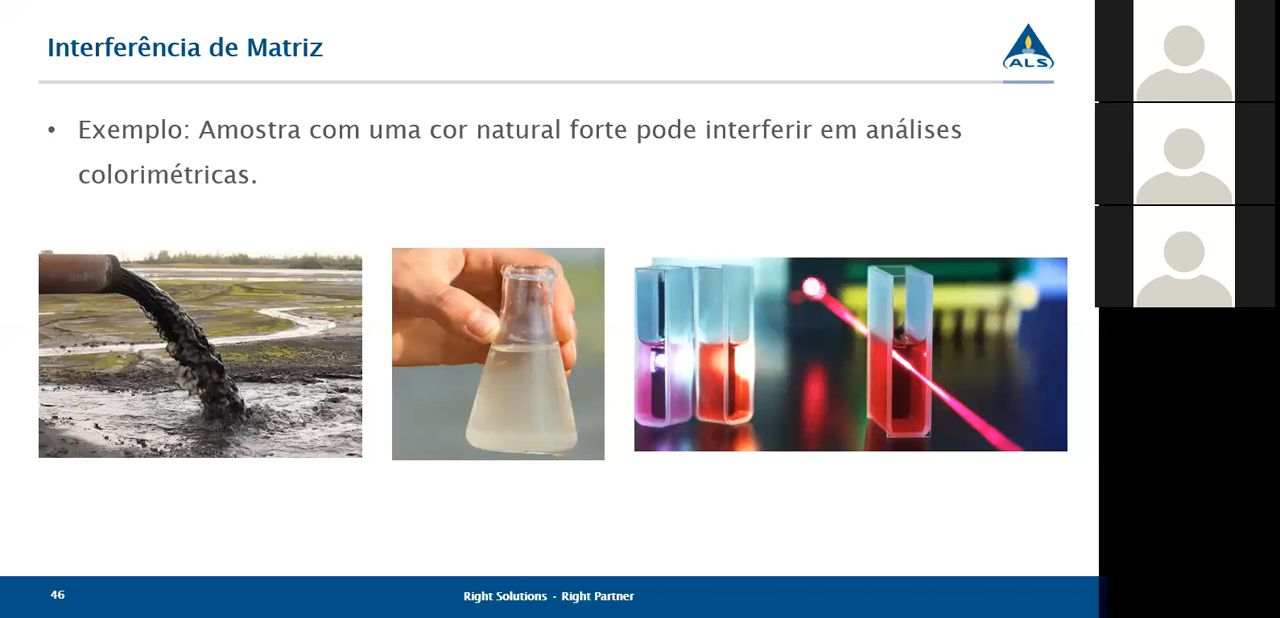 Interferência de Matriz
ALS
• Exemplo: Amostra com uma cor natural forte pode interferir em análises
colorimétricas.
46
Right Solutions - Right Partner